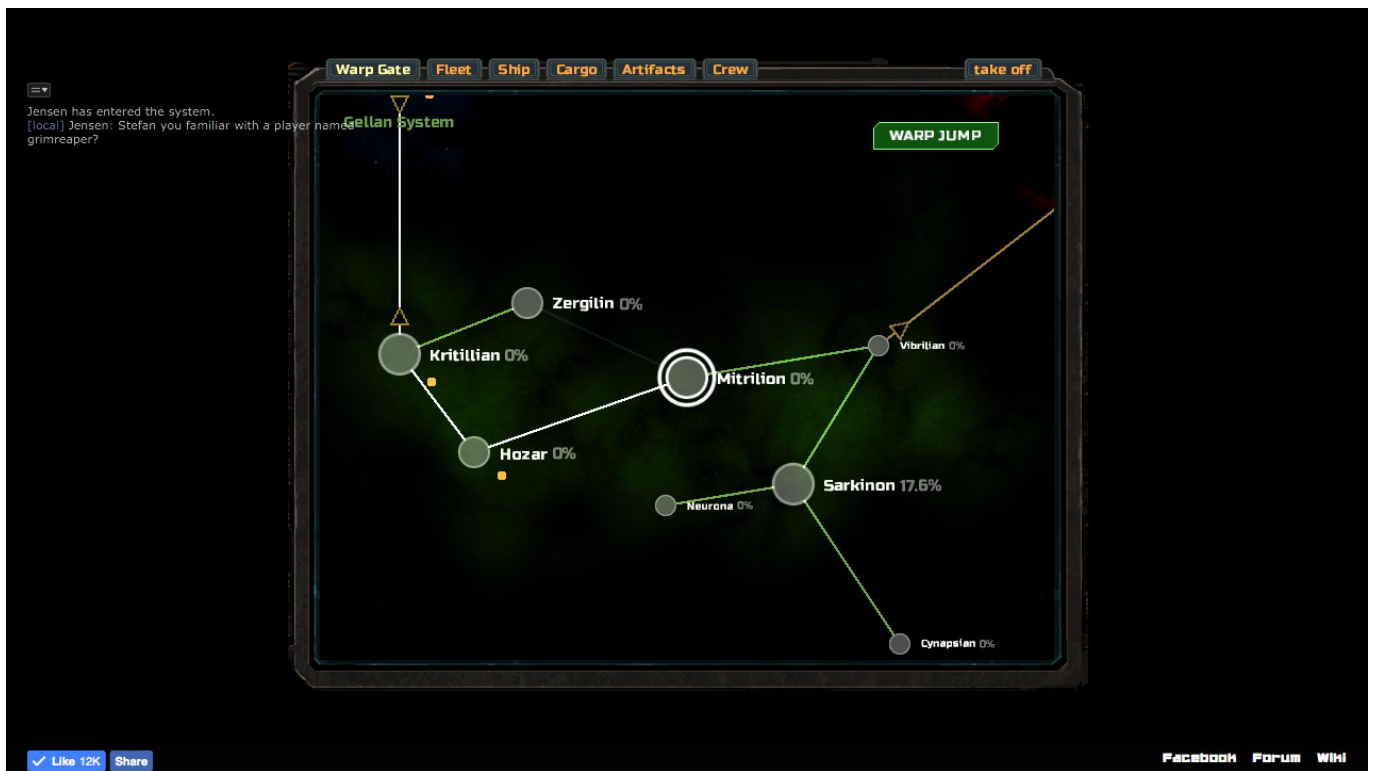 Warp Gate Fleet Ship Cargo Artifacts Crew take off
Jensen has entered the system.
[local] Jensen: Stefan you familiar with a player named
grimreaper?
Gellan System
WARP JUMP
Zergilin 0%
Kritillian 0%
Vibrilian 0%
Mitrilion 0%
Hozar 0%
Sarkinon 17.6%
Neurona 0%
Cynapsian 0%
Like 12K Share
Facebook Forum Wiki